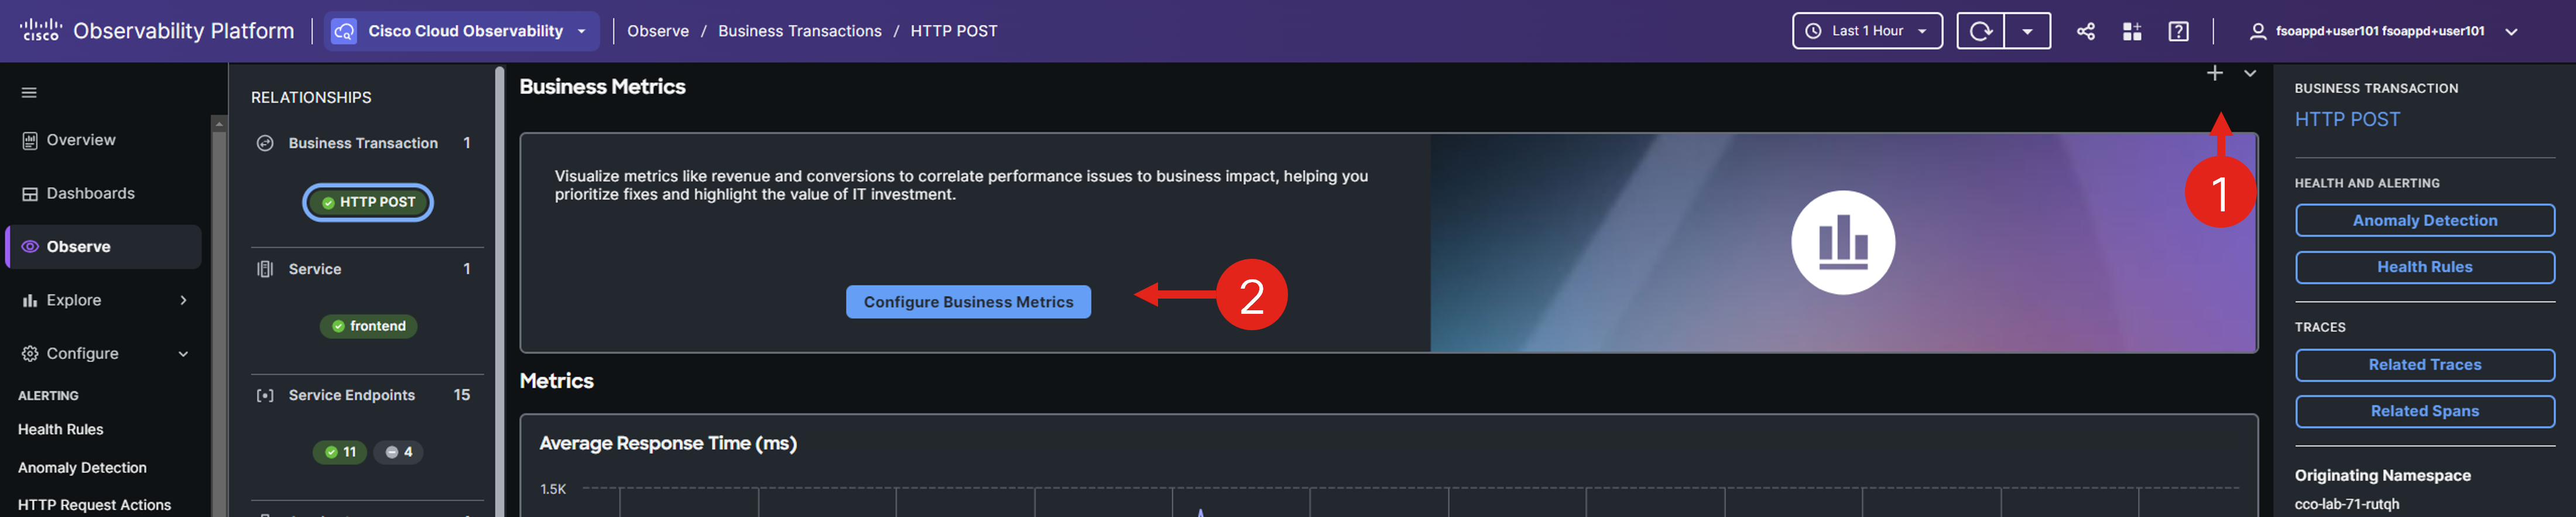 cisco Observability Platform
Cisco Cloud Observability
Observe / Business Transactions / HTTP POST
Last 1 Hour
?
fsoappd+user101 fsoappd+user101
Overview
Dashboards
Observe
Explore
Configure
ALERTING
Health Rules
Anomaly Detection
HTTP Request Actions
RELATIONSHIPS
Business Transaction 1
HTTP POST
Service 1
frontend
Service Endpoints 15
11 4
Business Metrics
Visualize metrics like revenue and conversions to correlate performance issues to business impact, helping you
prioritize fixes and highlight the value of IT investment.
Configure Business Metrics
2
1
Metrics
Average Response Time (ms)
1.5K
BUSINESS TRANSACTION
HTTP POST
HEALTH AND ALERTING
Anomaly Detection
Health Rules
TRACES
Related Traces
Related Spans
Originating Namespace
cco-lab-71-rutqh